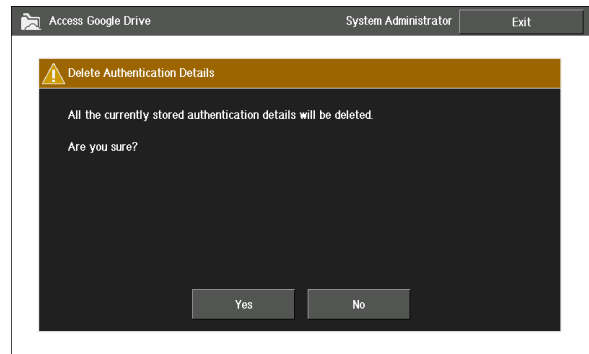 Access Google Drive
System Administrator
Exit
Delete Authentication Details
All the currently stored authentication details will be deleted.
Are you sure?
Yes
No